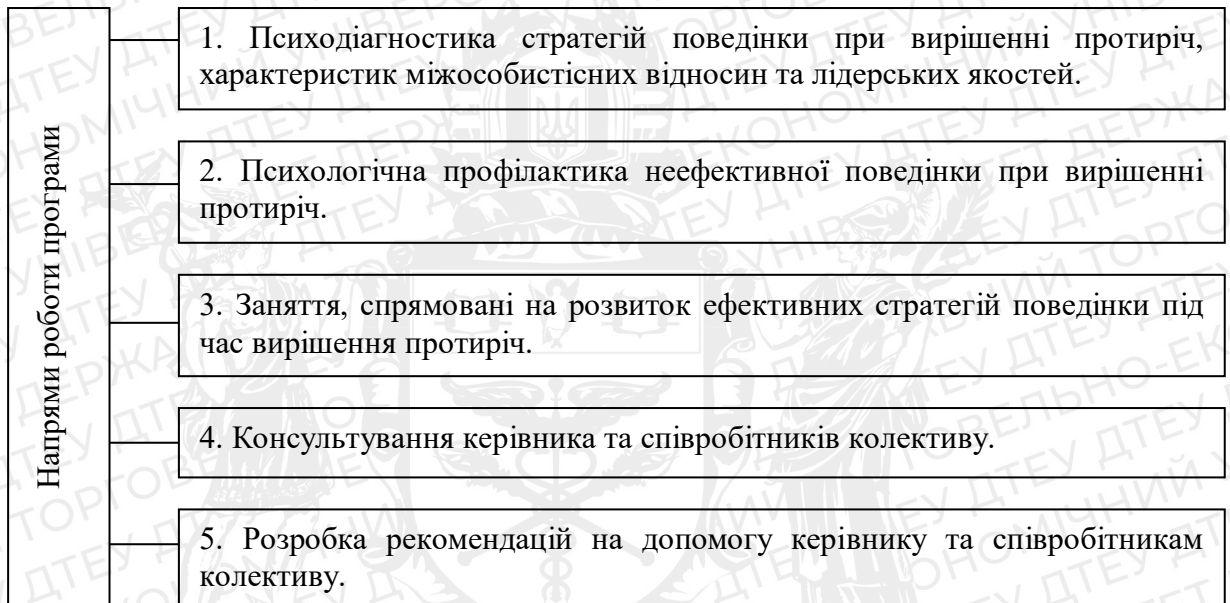 Напрями роботи програми
1. Психодіагностика стратегій поведінки при вирішенні протиріч,
характеристик міжособистісних відносин та лідерських якостей.
2. Психологічна профілактика неефективної поведінки при вирішенні
протиріч.
3. Заняття, спрямовані на розвиток ефективних стратегій поведінки під
час вирішення протиріч.
4. Консультування керівника та співробітників колективу.
5. Розробка рекомендацій на допомогу керівнику та співробітникам
колективу.